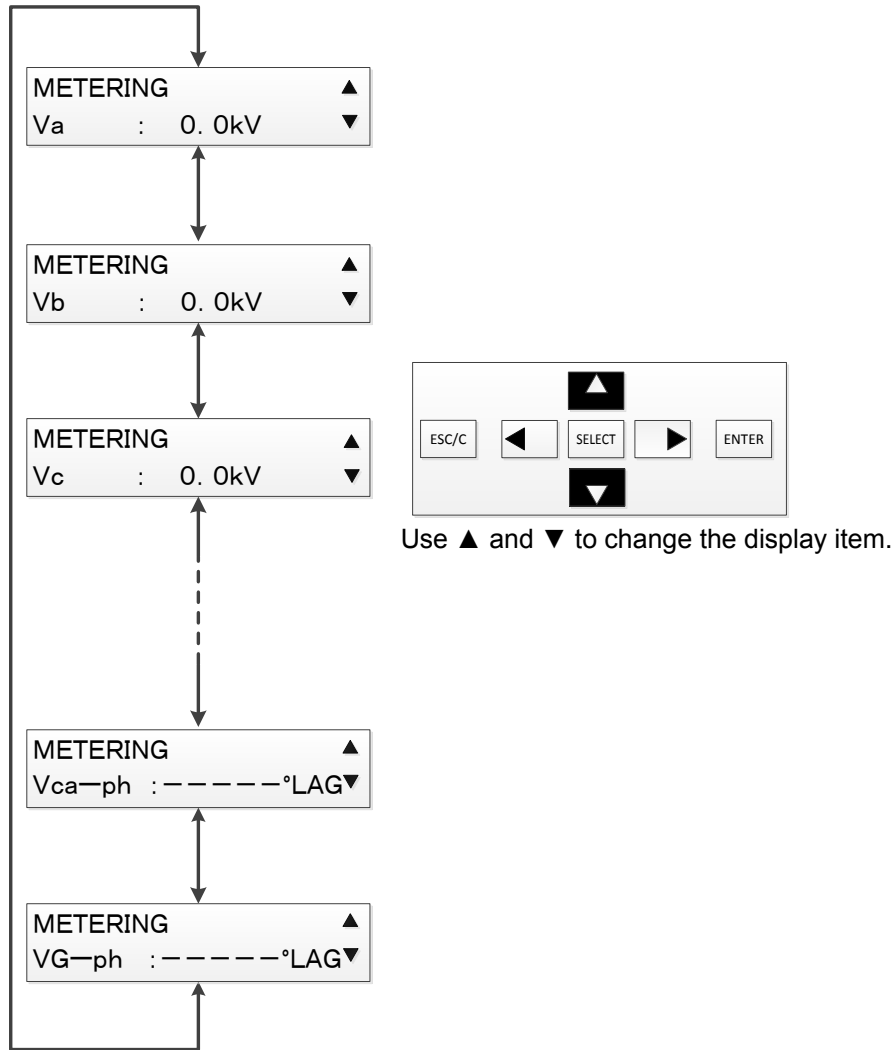 METERING ▲
Va : 0. 0kV ▼
METERING ▲
Vb : 0. 0kV ▼
METERING ▲
Vc : 0. 0kV ▼
ESC/C ◀ ▲ SELECT ▼ ▶ ENTER
Use ▲ and ▼ to change the display item.
METERING ▲
Vca−ph :−−−−−°LAG▼
METERING ▲
VG−ph :−−−−−°LAG▼